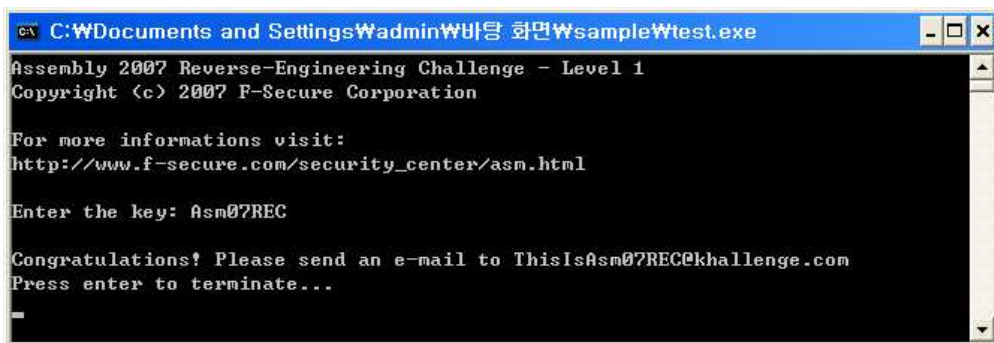 C:₩Documents and Settings₩admin₩바탕 화면₩sample₩test.exe
Assembly 2007 Reverse-Engineering Challenge - Level 1
Copyright (c) 2007 F-Secure Corporation
For more informations visit:
http://www.f-secure.com/security_center/asm.html
Enter the key: Asm07REC
Congratulations! Please send an e-mail to ThisIsAsm07REC@khallenge.com
Press enter to terminate...